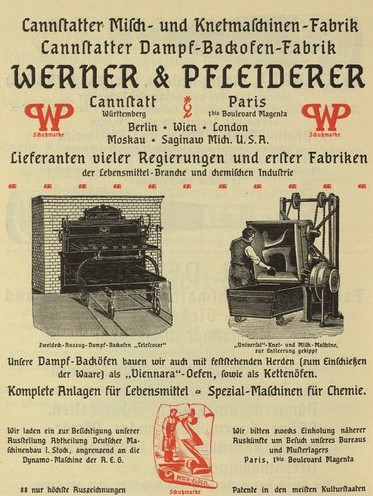 Cannstatter Misch- und Knetmaschinen-Fabrik
Cannstatter Dampf-Backofen-Fabrik
WERNER & PFLEIDERER
Cannstatt
Württemberg
Paris
1bis Boulevard Magenta
WP
Schutzmarke
WP
Schutzmarke
Berlin · Wien · London
Moskau · Saginaw Mich. U.S.A.
Lieferanten vieler Regierungen und erster Fabriken
der Lebensmittel-Branche und chemischen Industrie
Zweideck-Auszug-Dampf-Backofen „Telescocar“
„Universal“-Knet- und Misch-Maschine,
zur Entleerung gekippt
Unsere Dampf-Backöfen bauen wir auch mit feststehenden Herden (zum Einschießen
der Waare) als „Viennara“-Oefen, sowie als Kettenöfen.
Komplete Anlagen für Lebensmittel · Spezial-Maschinen für Chemie.
Wir laden ein zur Besichtigung unserer
Ausstellung Abtheilung Deutscher Ma-
schinenbau I. Stock, angrenzend an die
Dynamo-Maschine der A. E. G.
Schutzmarke
Wir bitten zwecks Einholung näherer
Auskünfte um Besuch unseres Bureaus
und Musterlagers
Paris, 1bis Boulevard Magenta
88 nur höchste Auszeichnungen
Patente in den meisten Kulturstaaten